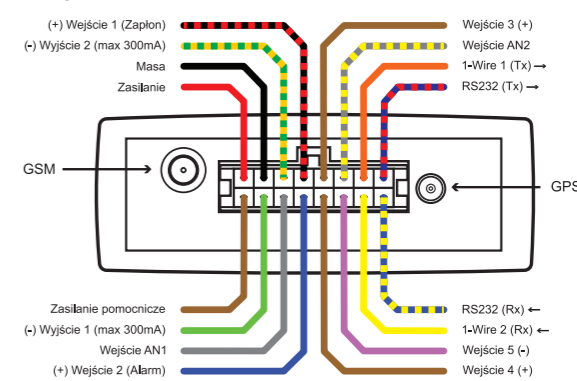 (+) Wejście 1 (Zapłon)
(-) Wyjście 2 (max 300mA)
Masa
Zasilanie
Wejście 3 (+)
Wejście AN2
1-Wire 1 (Tx) →
RS232 (Tx) →
GSM
GPS
Zasilanie pomocnicze
(-) Wyjście 1 (max 300mA)
Wejście AN1
(+) Wejście 2 (Alarm)
RS232 (Rx) ←
1-Wire 2 (Rx) ←
Wejście 5 (-)
Wejście 4 (+)